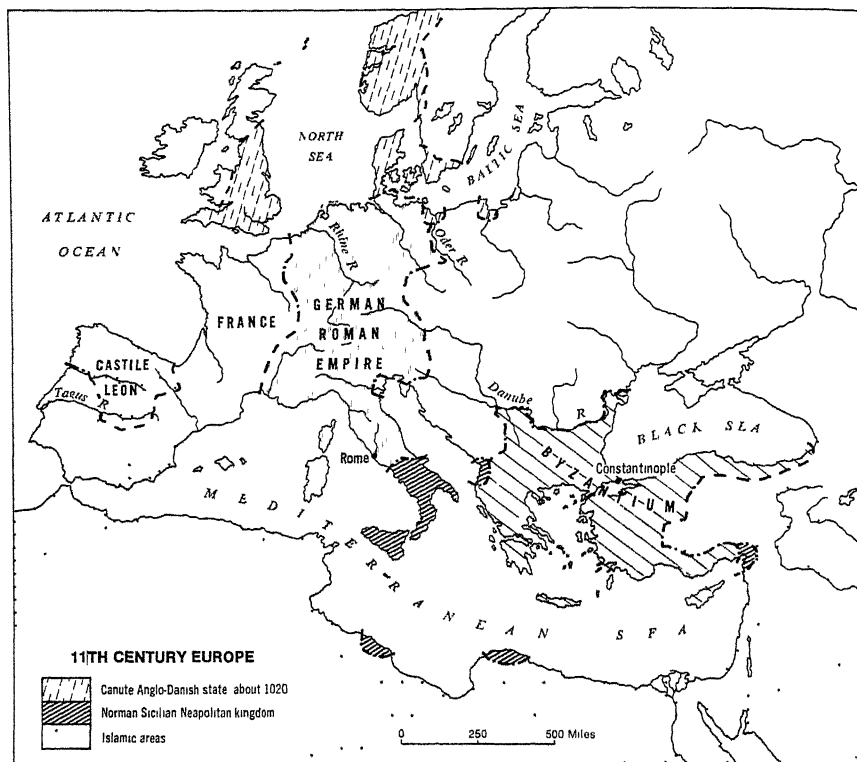 NORTH
SEA
BALTIC SEA
ATLANTIC
OCEAN
Rhine R
Oder R
GERMAN
ROMAN
EMPIRE
FRANCE
CASTILE
LEON
Tagus R
Danube
R
BLACK SEA
Rome
Constantinople
BYZANTIUM
MEDITERRANEAN SEA
11TH CENTURY EUROPE
Canute Anglo-Danish state about 1020
Norman Sicilian Neapolitan kingdom
Islamic areas
0 250 500 Miles